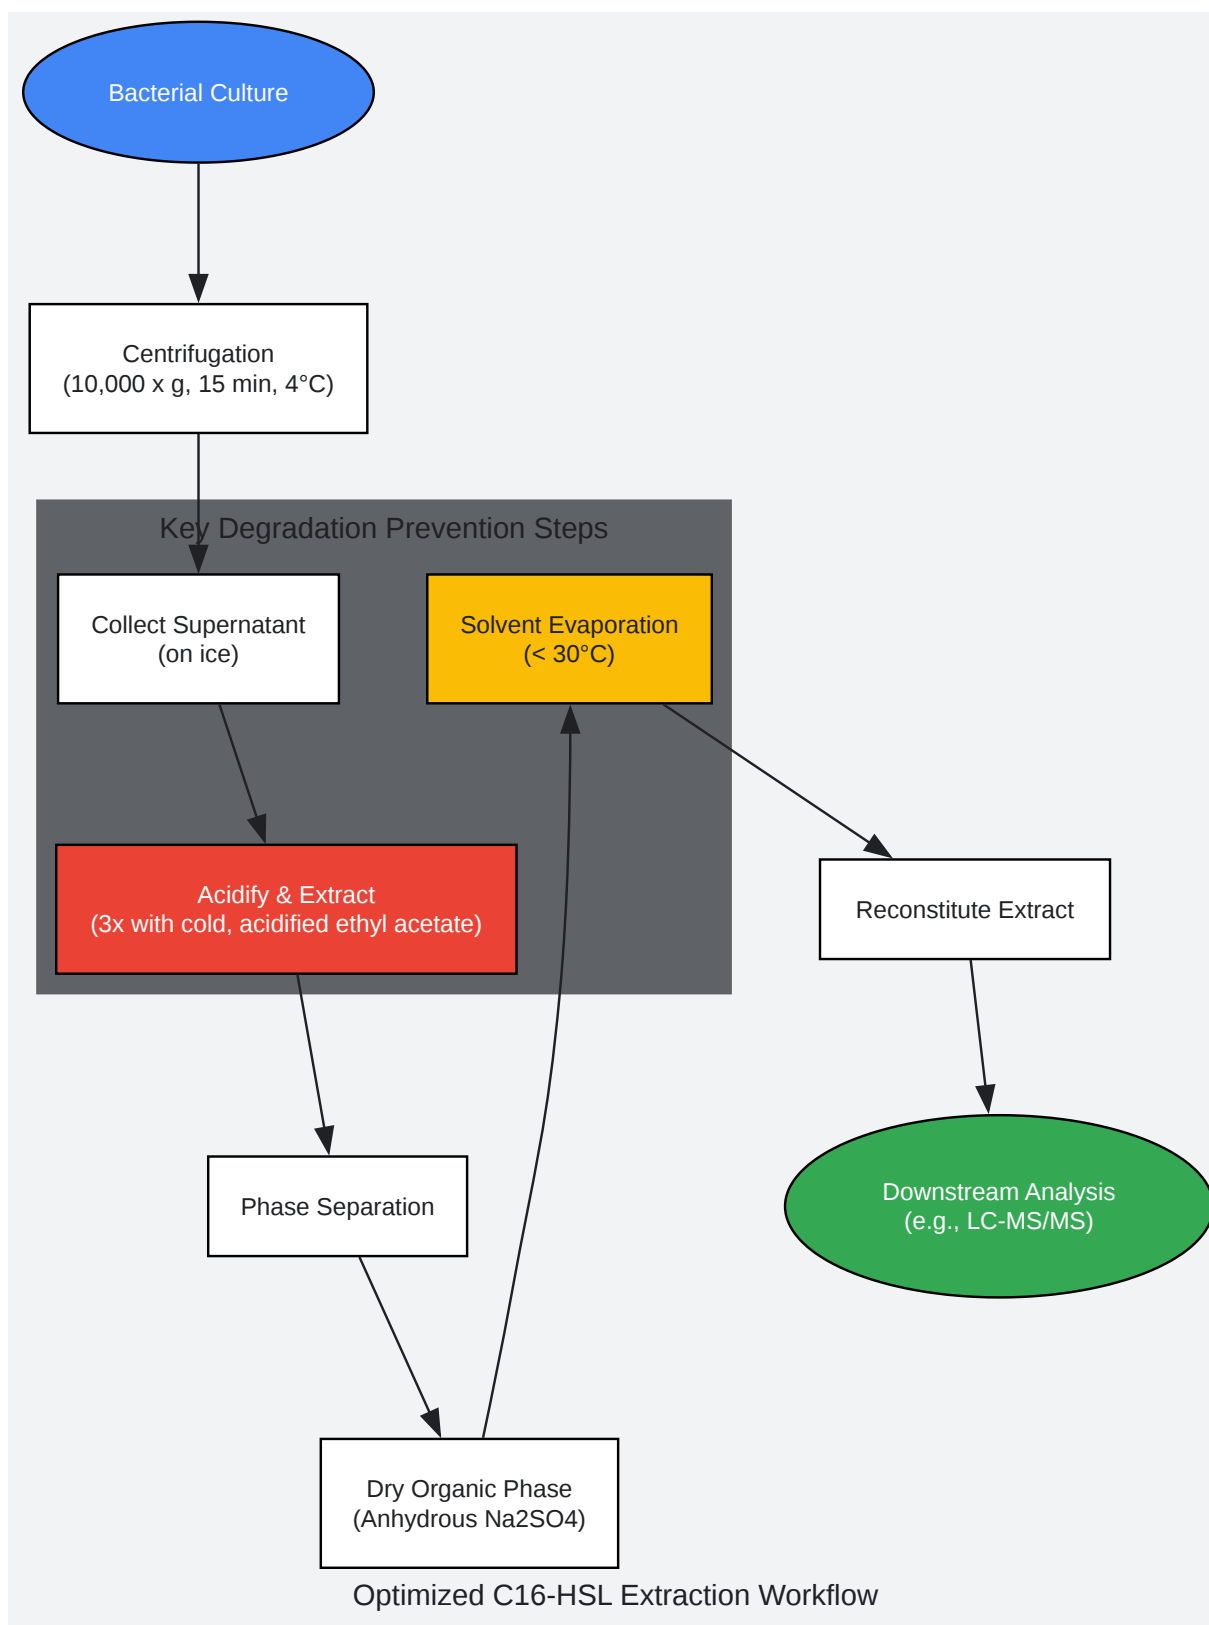 Bacterial Culture
Centrifugation
(10,000 x g, 15 min, 4°C)
Key Degradation Prevention Steps
Collect Supernatant
(on ice)
Solvent Evaporation
(< 30°C)
Acidify & Extract
(3x with cold, acidified ethyl acetate)
Reconstitute Extract
Phase Separation
Downstream Analysis
(e.g., LC-MS/MS)
Dry Organic Phase
(Anhydrous Na2SO4)
Optimized C16-HSL Extraction Workflow